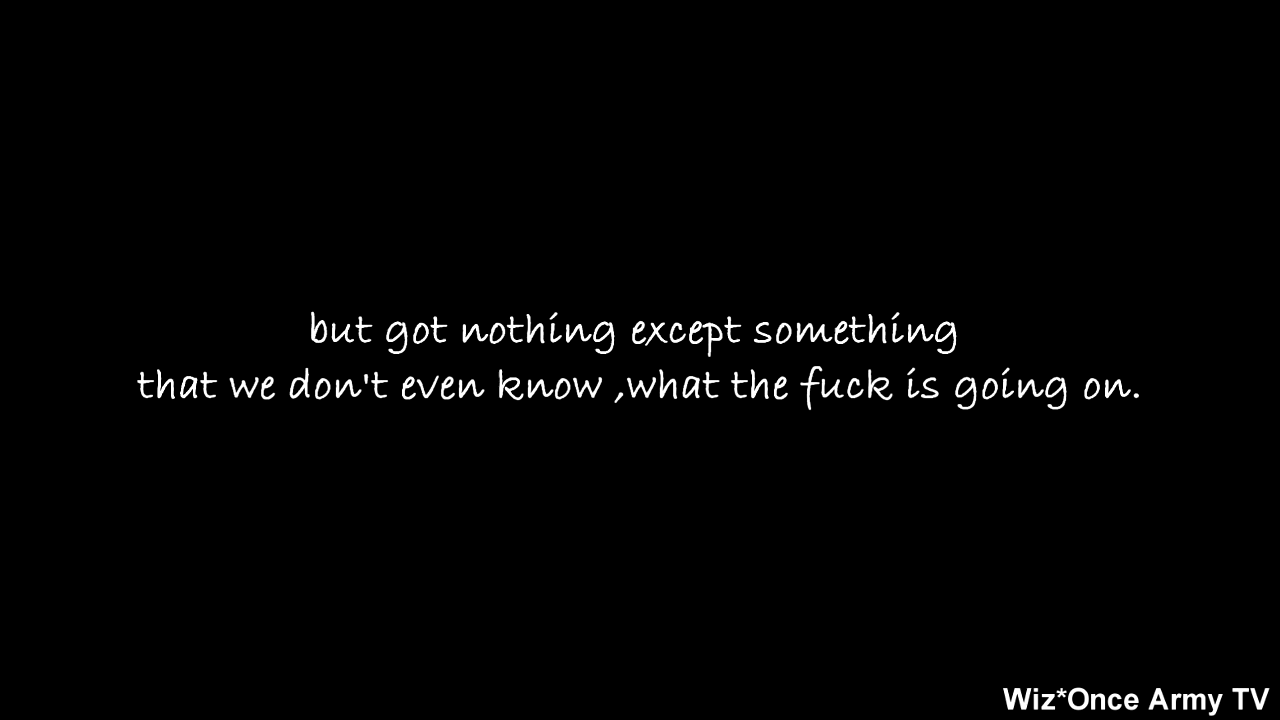 but got nothing except something
that we don't even know ,what the fuck is going on.
Wiz*Once Army TV